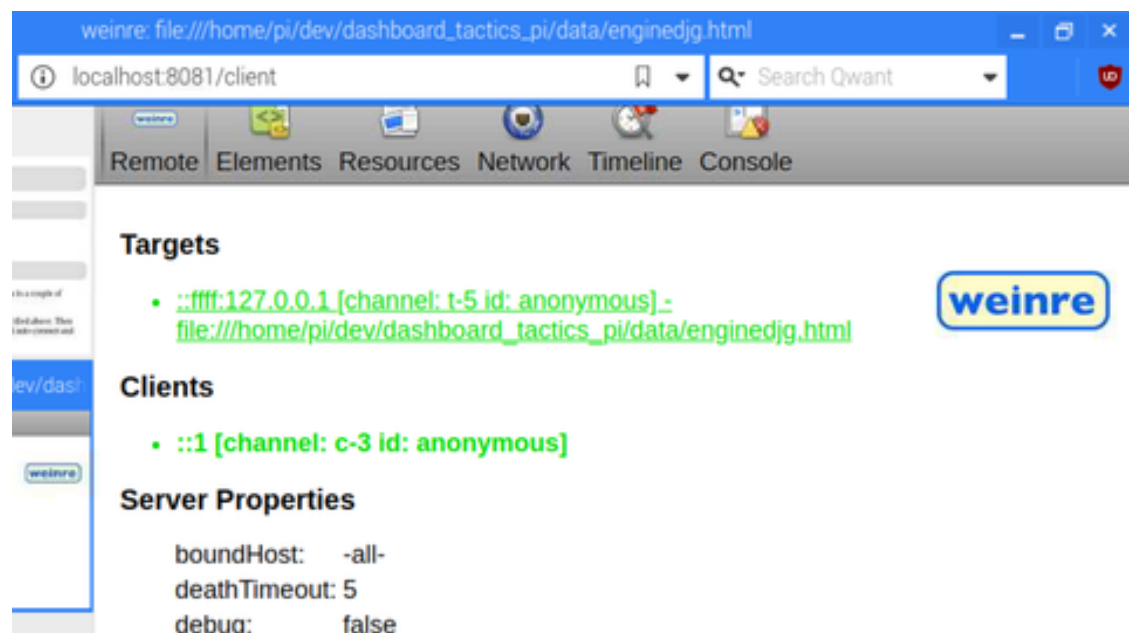 weinre: file:///home/pi/dev/dashboard_tactics_pi/data/enginedjg.html
localhost:8081/client
Search Qwant
weinre
Remote Elements Resources Network Timeline Console
Targets
::ffff:127.0.0.1 [channel: t-5 id: anonymous] -
file:///home/pi/dev/dashboard_tactics_pi/data/enginedjg.html
weinre
Clients
::1 [channel: c-3 id: anonymous]
Server Properties
boundHost: -all-
deathTimeout: 5
debug: false
ev/dash
weinre